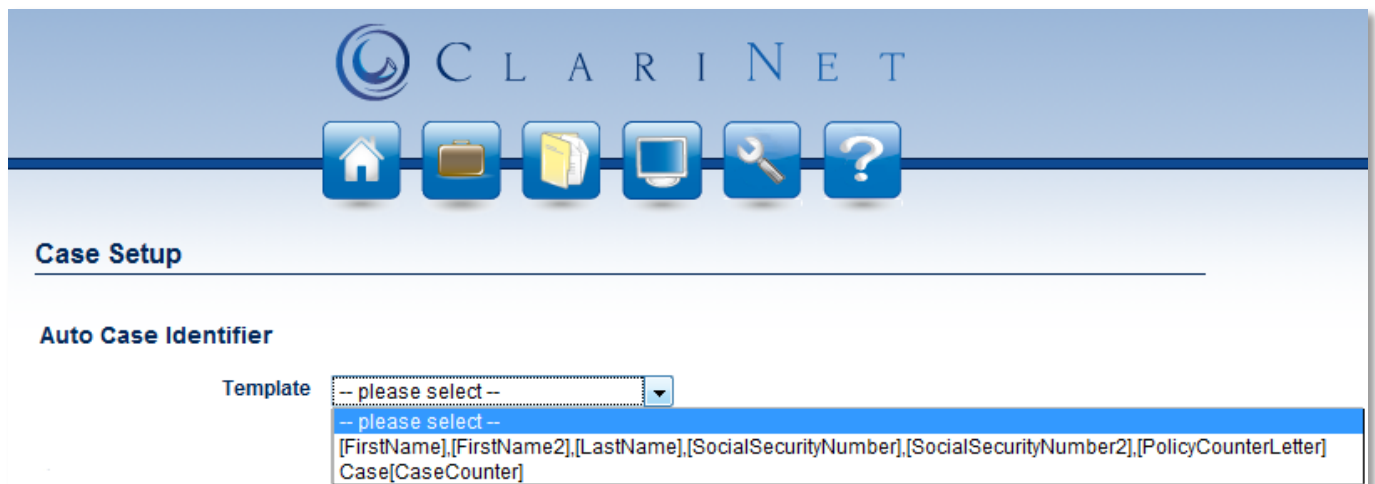 CLARINET
Case Setup
Auto Case Identifier
Template -- please select --
-- please select --
[FirstName],[FirstName2],[LastName],[SocialSecurityNumber],[SocialSecurityNumber2],[PolicyCounterLetter]
Case[CaseCounter]